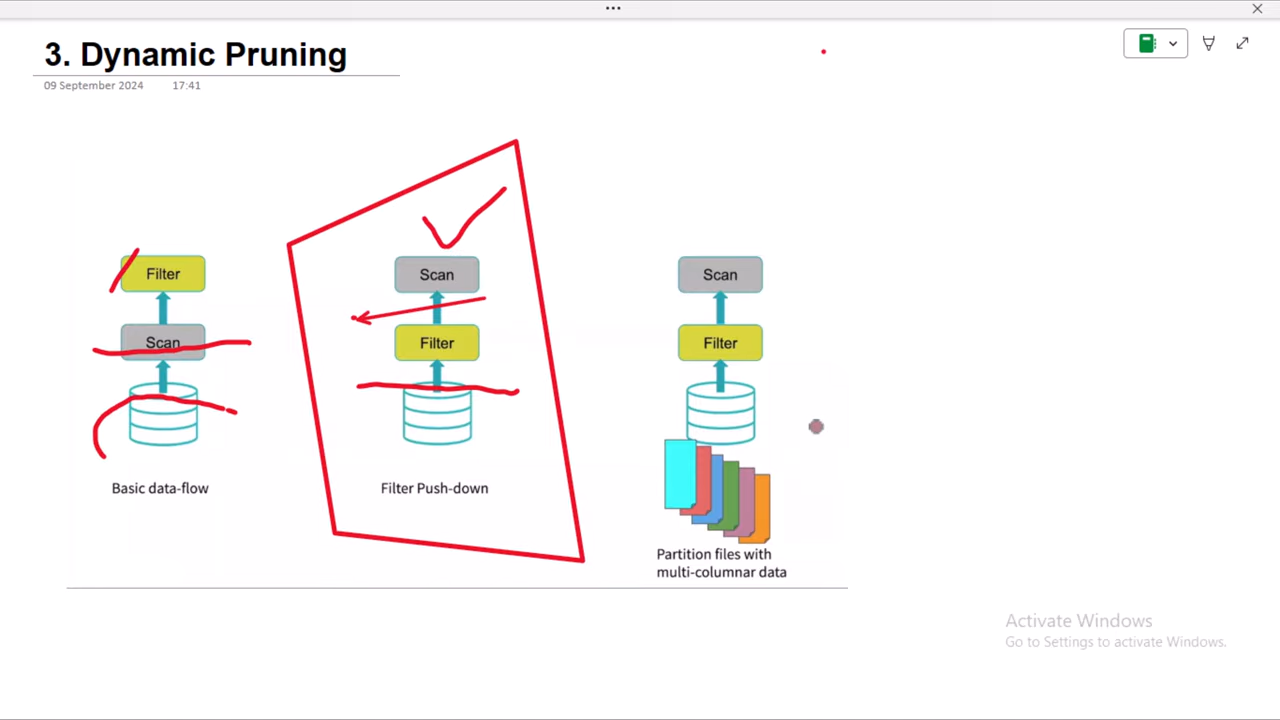 3. Dynamic Pruning
09 September 2024 17:41
Filter
Scan
Basic data-flow
Scan
Filter
Filter Push-down
Scan
Filter
Partition files with
multi-columnar data
Activate Windows
Go to Settings to activate Windows.